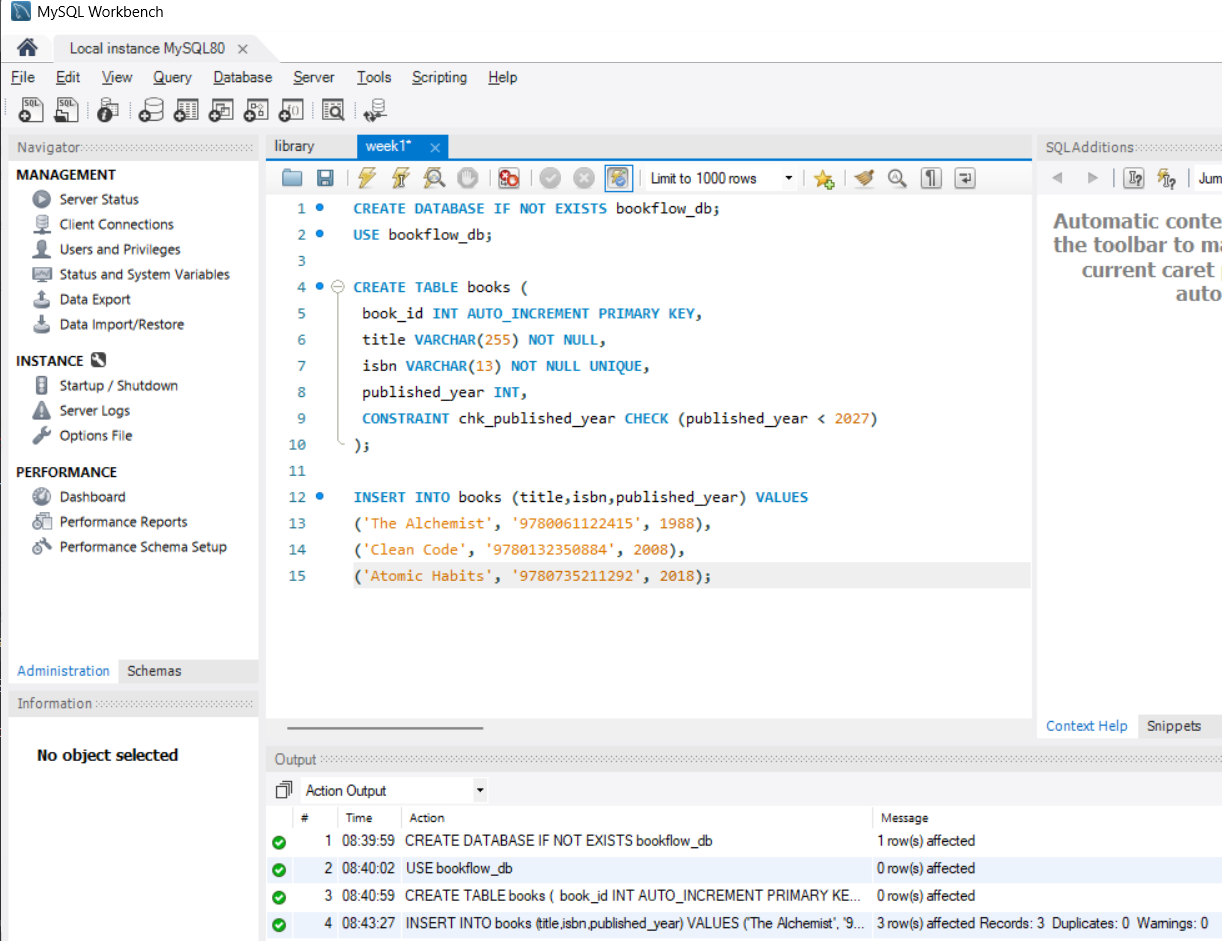 MySQL Workbench
Local instance MySQL80
File Edit View Query Database Server Tools Scripting Help
Navigator
MANAGEMENT
Server Status
Client Connections
Users and Privileges
Status and System Variables
Data Export
Data Import/Restore
INSTANCE
Startup / Shutdown
Server Logs
Options File
PERFORMANCE
Dashboard
Performance Reports
Performance Schema Setup
Administration Schemas
Information
No object selected
library week1*
Limit to 1000 rows
1 CREATE DATABASE IF NOT EXISTS bookflow_db;
2 USE bookflow_db;
3
4 CREATE TABLE books (
5 book_id INT AUTO_INCREMENT PRIMARY KEY,
6 title VARCHAR(255) NOT NULL,
7 isbn VARCHAR(13) NOT NULL UNIQUE,
8 published_year INT,
9 CONSTRAINT chk_published_year CHECK (published_year < 2027)
10 );
11
12 INSERT INTO books (title,isbn,published_year) VALUES
13 ('The Alchemist', '9780061122415', 1988),
14 ('Clean Code', '9780132350884', 2008),
15 ('Atomic Habits', '9780735211292', 2018);
SQLAdditions
Jum
Automatic conte
the toolbar to ma
current caret
auto
Context Help Snippets
Output
Action Output
# Time Action Message
1 08:39:59 CREATE DATABASE IF NOT EXISTS bookflow_db 1 row(s) affected
2 08:40:02 USE bookflow_db 0 row(s) affected
3 08:40:59 CREATE TABLE books ( book_id INT AUTO_INCREMENT PRIMARY KE... 0 row(s) affected
4 08:43:27 INSERT INTO books (title,isbn,published_year) VALUES ('The Alchemist', '9... 3 row(s) affected Records: 3 Duplicates: 0 Warnings: 0